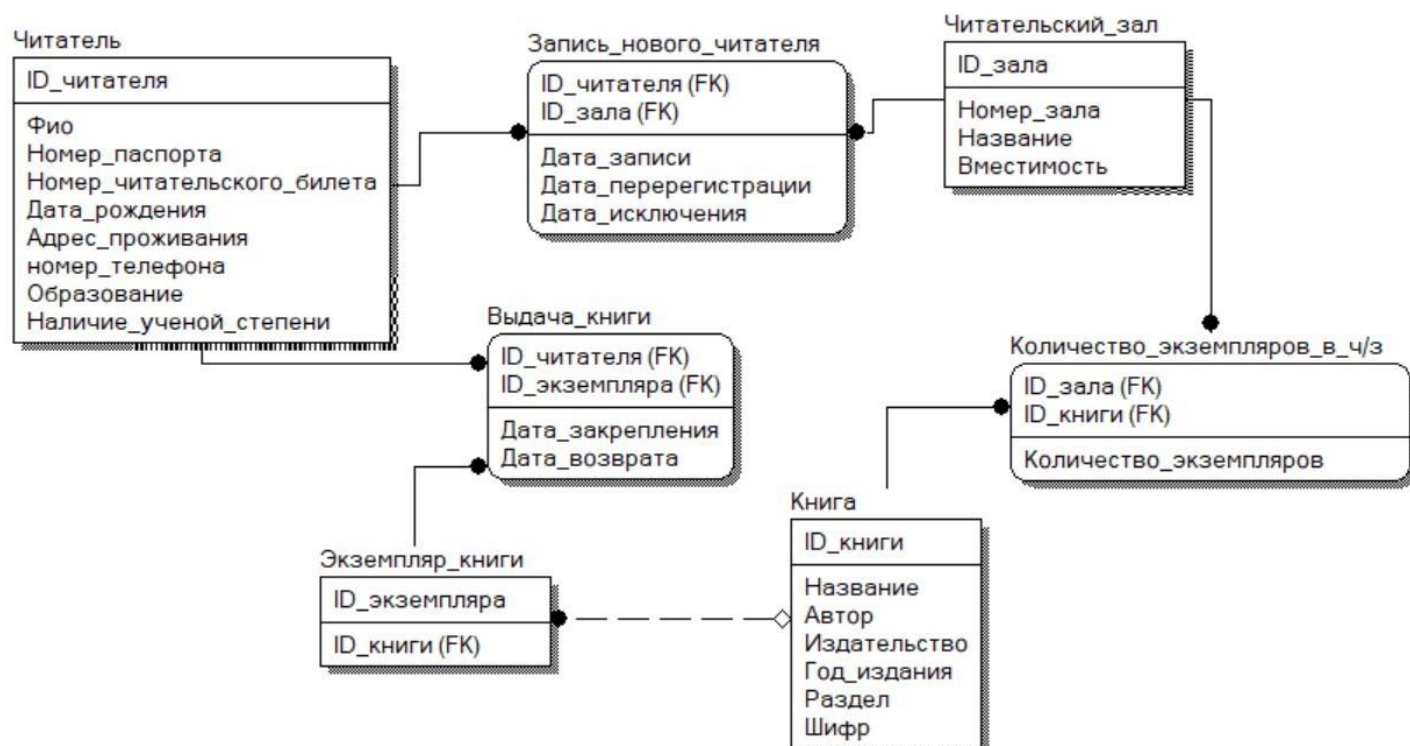 Читатель
ID_читателя
Фио
Номер_паспорта
Номер_читательского_билета
Дата_рождения
Адрес_проживания
номер_телефона
Образование
Наличие_ученой_степени
Запись_нового_читателя
ID_читателя (FK)
ID_зала (FK)
Дата_записи
Дата_перерегистрации
Дата_исключения
Читательский_зал
ID_зала
Номер_зала
Название
Вместимость
Выдача_книги
ID_читателя (FK)
ID_экземпляра (FK)
Дата_закрепления
Дата_возврата
Количество_экземпляров_в_ч/з
ID_зала (FK)
ID_книги (FK)
Количество_экземпляров
Экземпляр_книги
ID_экземпляра
ID_книги (FK)
Книга
ID_книги
Название
Автор
Издательство
Год_издания
Раздел
Шифр